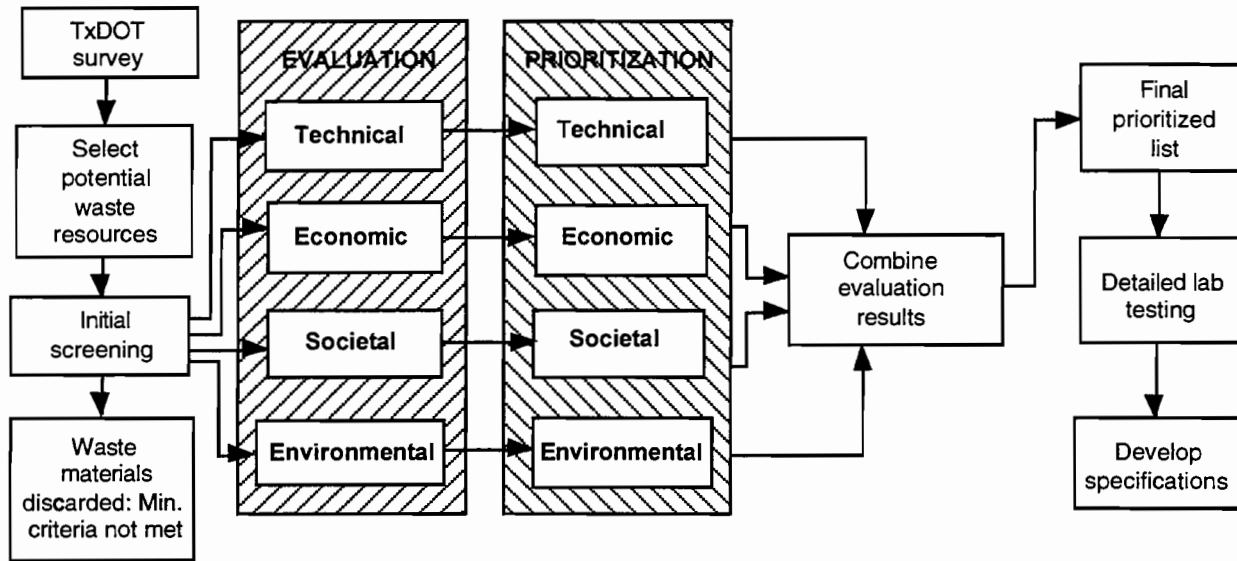 TxDOT
survey
Select
potential
waste
resources
Initial
screening
Waste
materials
discarded: Min.
criteria not met
EVALUATION
Technical
Economic
Societal
Environmental
PRIORITIZATION
Technical
Economic
Societal
Environmental
Combine
evaluation
results
Final
prioritized
list
Detailed lab
testing
Develop
specifications